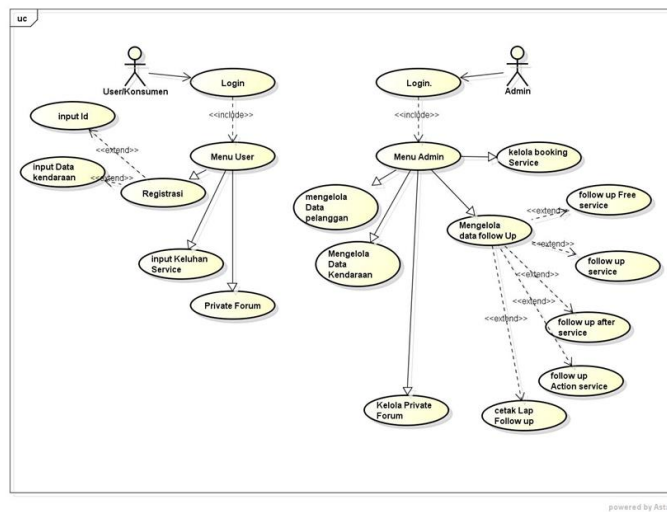 uc
User/Konsumen
Login
Login.
Admin
<<include>>
<<include>>
input Id
<<extend>>
Menu User
Menu Admin
kelola booking
Service
input Data
kendaraan
<<extend>>
Registrasi
mengelola
Data
pelanggan
follow up Free
service
<<extend>>
Mengelola
data follow Up
<<extend>>
input Keluhan
Service
Mengelola
Data
Kendaraan
follow up
service
<<extend>>
<<extend>>
Private Forum
<<extend>>
follow up after
service
follow up
Action service
Kelola Private
Forum
cetak Lap
Follow up
powered by Ast